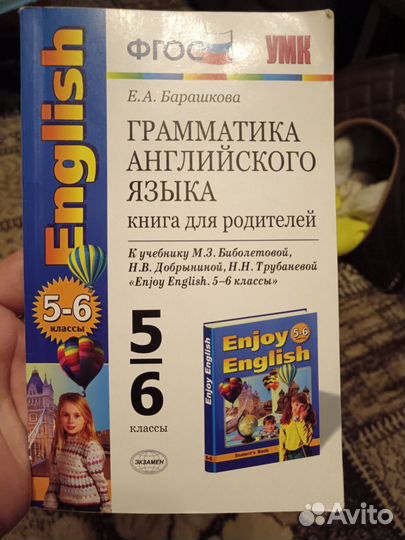 ФГОС
УМК
English
5-6
классы
Е.А. Барашкова
ГРАММАТИКА
АНГЛИЙСКОГО
ЯЗЫКА
книга для родителей
К учебнику М.З. Биболетовой,
Н.В. Добрыниной, Н.Н. Трубаневой
«Enjoy English. 5–6 классы»
5
6
классы
Enjoy English
Enjoy
5-6
English
Student's Book
ЭКЗАМЕН
Avito